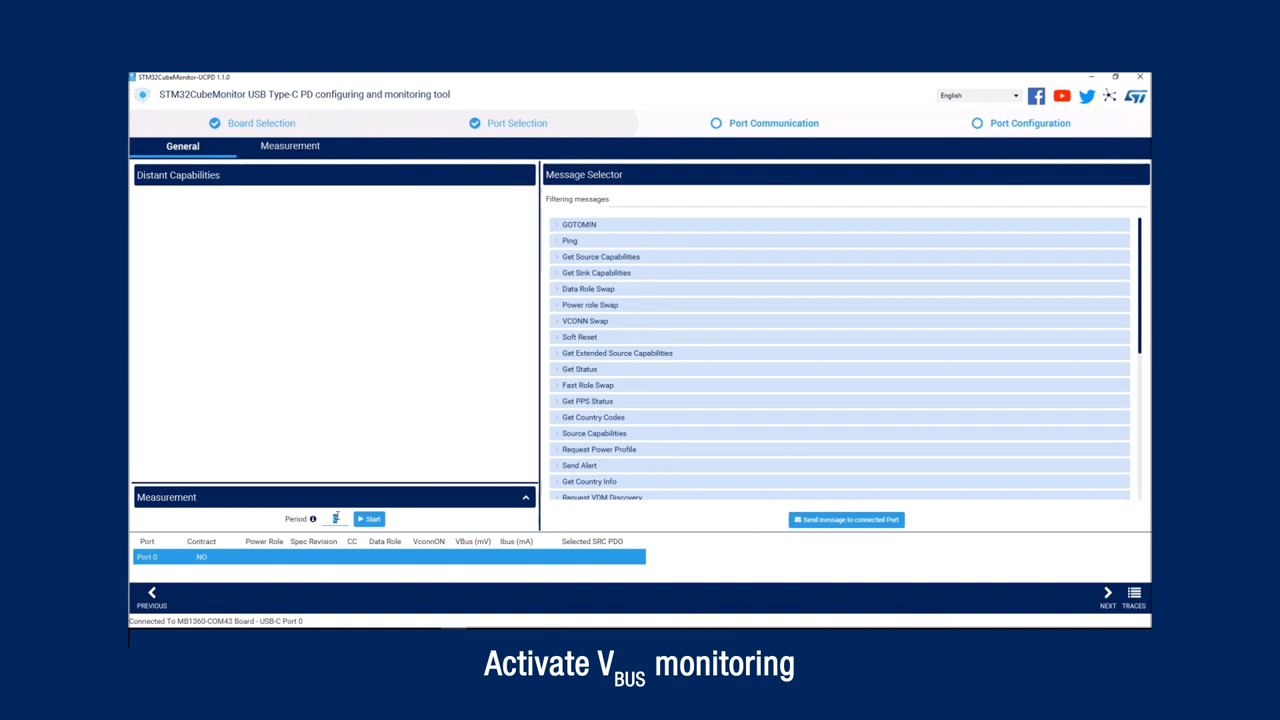 STM32CubeMonitor-UCPD 1.1.0
STM32CubeMonitor USB Type-C PD configuring and monitoring tool
English
Board Selection
Port Selection
Port Communication
Port Configuration
General
Measurement
Distant Capabilities
Message Selector
Filtering messages
GOTOMIN
Ping
Get Source Capabilities
Get Sink Capabilities
Data Role Swap
Power role Swap
VCONN Swap
Soft Reset
Get Extended Source Capabilities
Get Status
Fast Role Swap
Get PPS Status
Get Country Codes
Source Capabilities
Request Power Profile
Send Alert
Get Country Info
Request VDM Discovery
Measurement
Period
Start
Send message to connected Port
Port Contract Power Role Spec Revision CC Data Role VconnON VBus (mV) Ibus (mA) Selected SRC PDO
Port 0 NO
PREVIOUS
NEXT
TRACES
Connected To MB1360-COM43 Board - USB-C Port 0
Activate VBUS monitoring